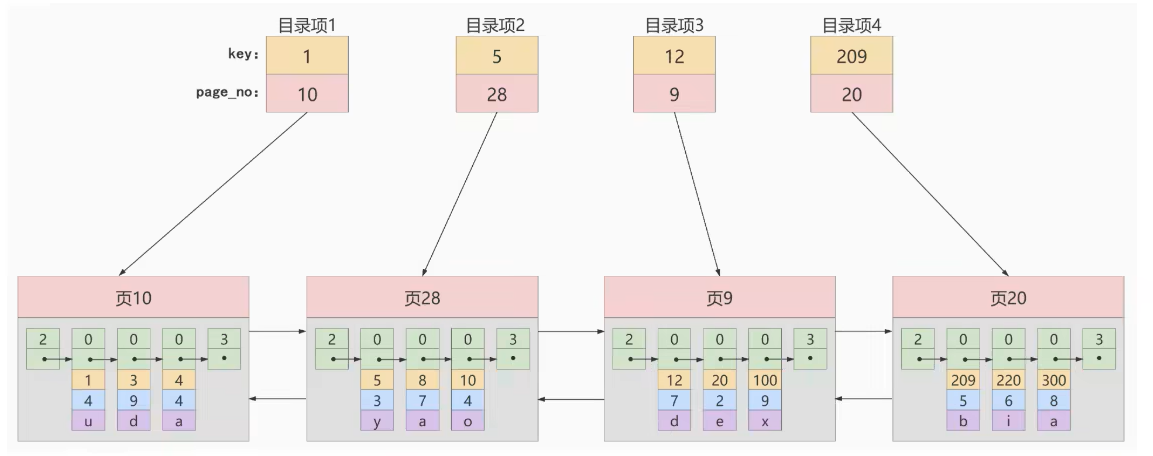 目录项1 目录项2 目录项3 目录项4
key: 1 5 12 209
page_no: 10 28 9 20
页10 页28 页9 页20
2 0 0 0 3 2 0 0 0 3 2 0 0 0 3 2 0 0 0 3
1 3 4 5 8 10 12 20 100 209 220 300
4 9 4 3 7 4 7 2 9 5 6 8
u d a y a o d e x b i a